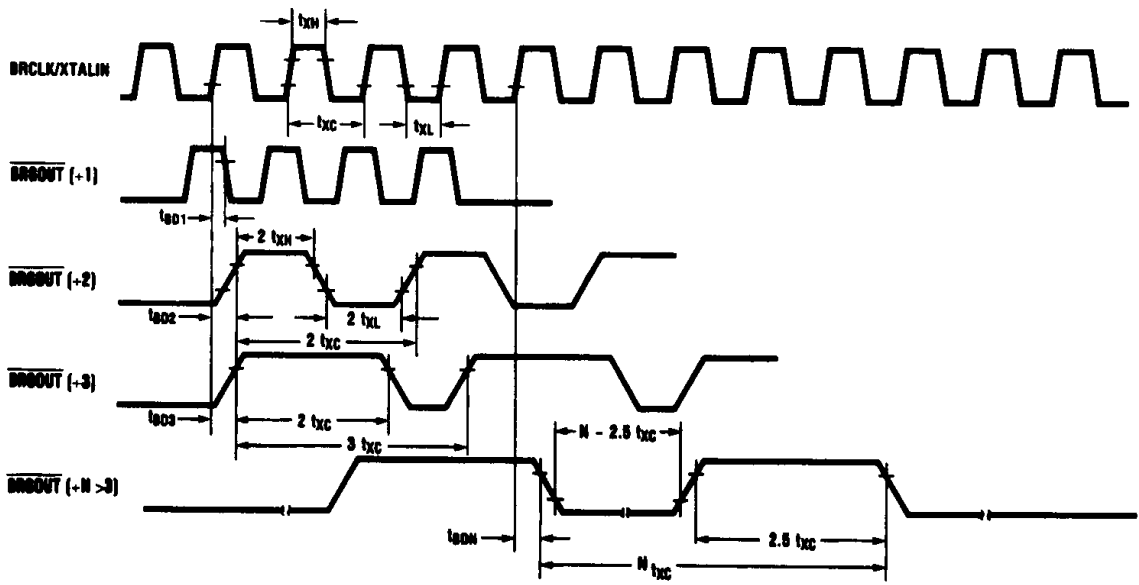 tXH
BRCLK/XTALIN
tXC
tXL
BRGOUT (÷1)
tBD1
2 tXH
BRGOUT (÷2)
tBD2
2 tXL
2 tXC
BRGOUT (÷3)
tBD3
2 tXC
3 tXC
N - 2.5 tXC
BRGOUT (÷N >3)
tBDN
2.5 tXC
N tXC